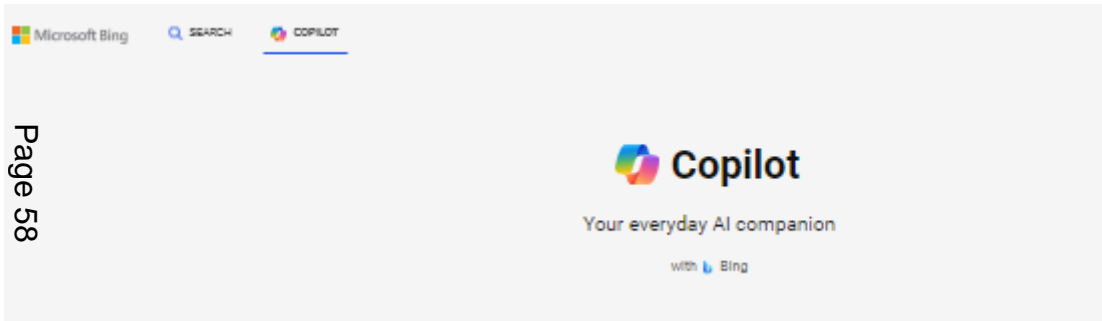 Microsoft Bing
SEARCH
COPILOT
Page 58
Copilot
Your everyday AI companion
with Bing